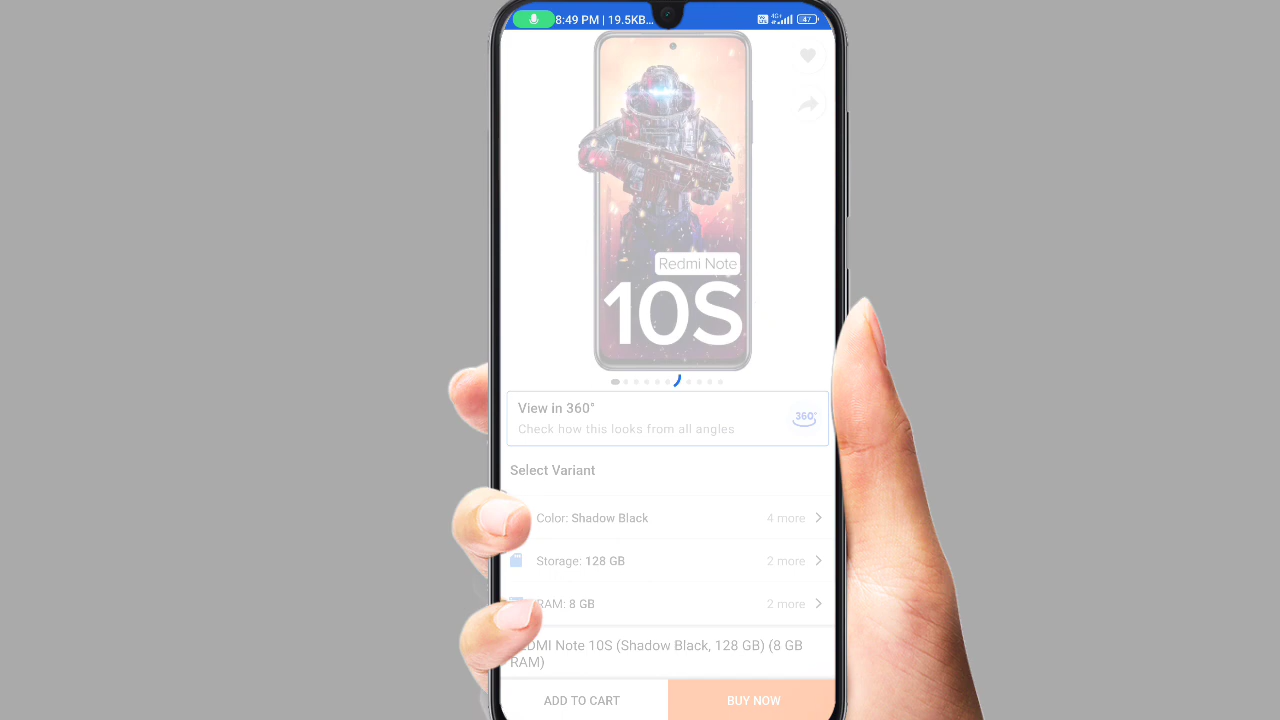 8:49 PM | 19.5KB...
4G+
47
Redmi Note
10S
View in 360°
360°
Check how this looks from all angles
Select Variant
Color: Shadow Black
4 more
Storage: 128 GB
2 more
RAM: 8 GB
2 more
DMI Note 10S (Shadow Black, 128 GB) (8 GB
RAM)
ADD TO CART
BUY NOW